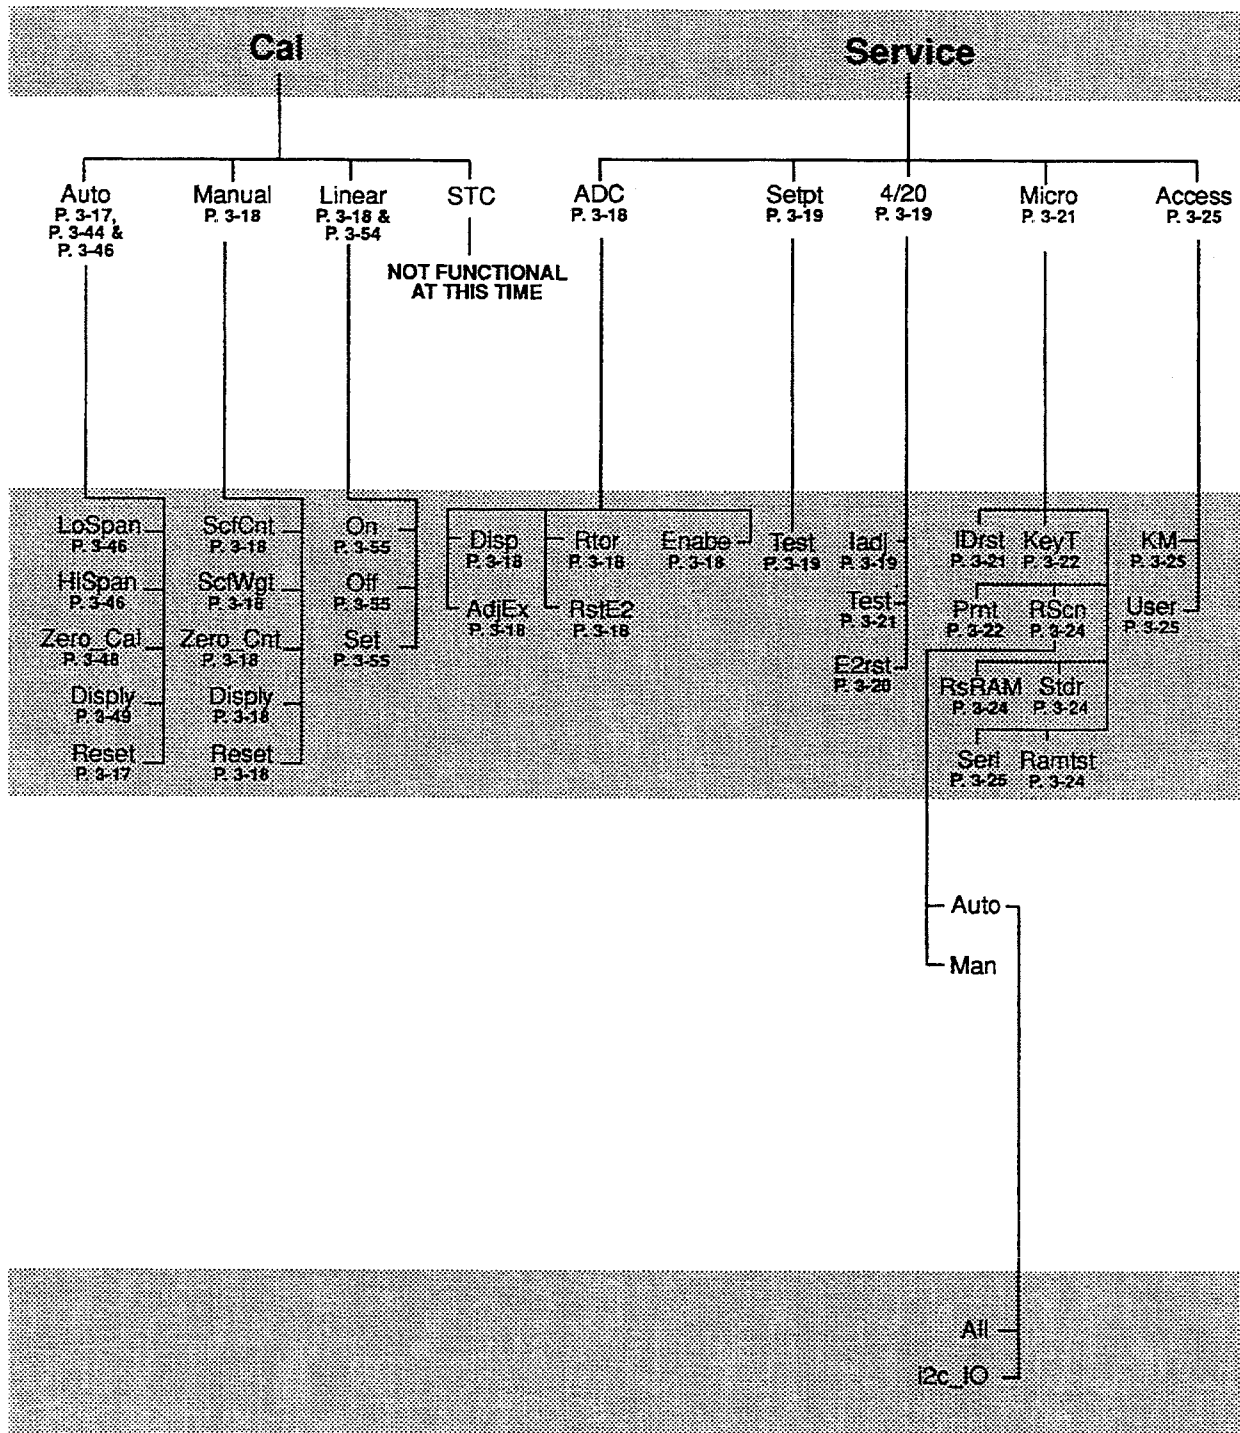 Cal
Service
Auto
P. 3-17,
P. 3-44 &
P. 3-46
Manual
P. 3-18
Linear
P. 3-18 &
P. 3-54
STC
NOT FUNCTIONAL
AT THIS TIME
ADC
P. 3-18
Setpt
P. 3-19
4/20
P. 3-19
Micro
P. 3-21
Access
P. 3-25
LoSpan
P. 3-46
HiSpan
P. 3-46
Zero_Cal
P. 3-48
Disply
P. 3-49
Reset
P. 3-17
ScfCnt
P. 3-18
ScfWgt
P. 3-18
Zero_Cnt
P. 3-18
Disply
P. 3-18
Reset
P. 3-18
On
P. 3-55
Off
P. 3-55
Set
P. 3-55
Disp
P. 3-18
AdjEx
P. 3-18
Rtor
P. 3-18
RstE2
P. 3-18
Enabe
P. 3-18
Test
P. 3-19
Iadj
P. 3-19
Test
P. 3-21
E2rst
P. 3-20
IDrst
P. 3-21
KeyT
P. 3-22
Prnt
P. 3-22
RScn
P. 3-24
RsRAM
P. 3-24
Stdr
P. 3-24
Serl
P. 3-25
Ramtst
P. 3-24
KM
P. 3-25
User
P. 3-25
Auto
Man
All
i2c_IO